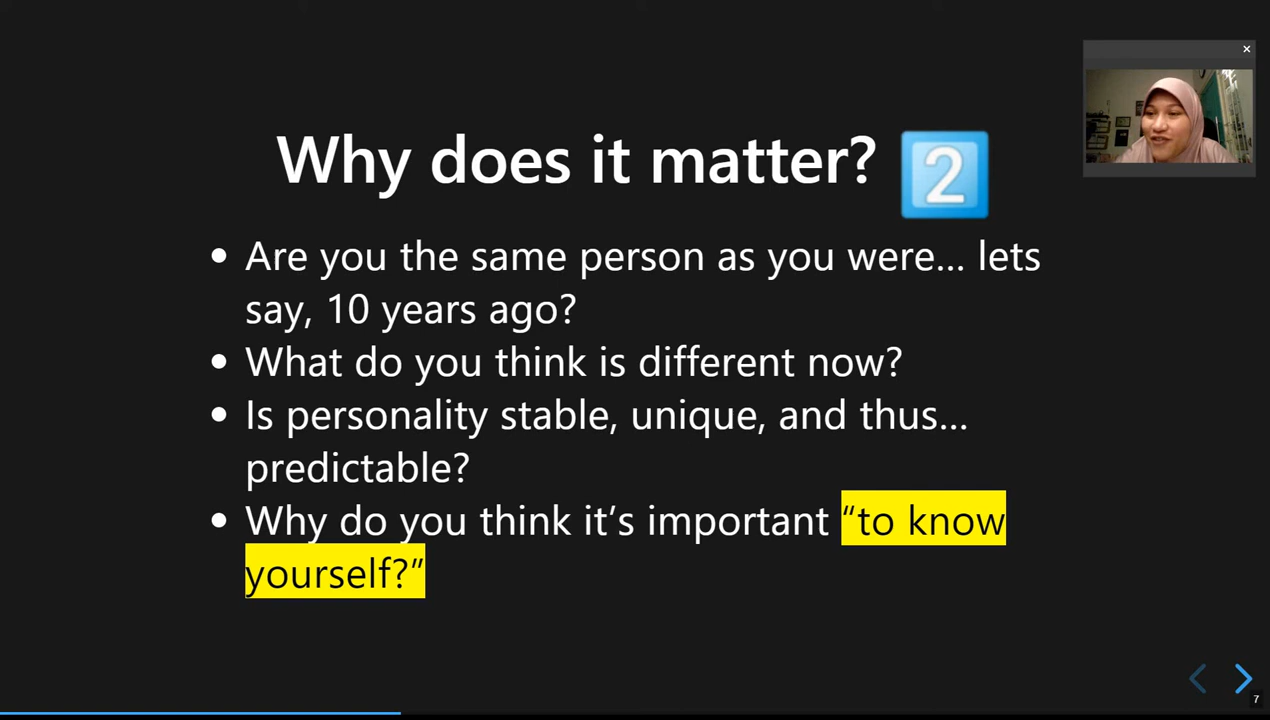 Why does it matter? 2
• Are you the same person as you were... lets
say, 10 years ago?
• What do you think is different now?
• Is personality stable, unique, and thus...
predictable?
• Why do you think it’s important “to know
yourself?”
7